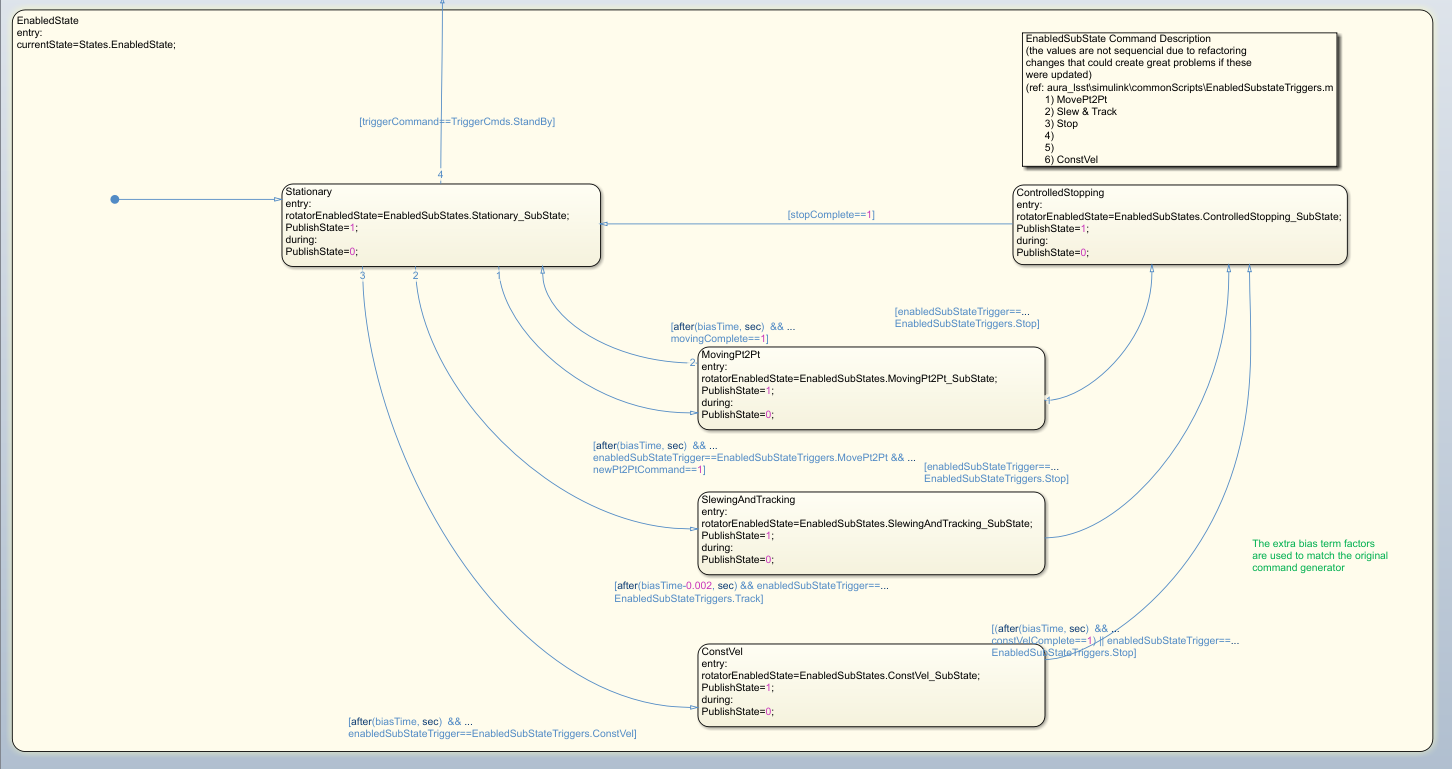 EnabledState
entry:
currentState=States.EnabledState;
EnabledSubState Command Description
(the values are not sequencial due to refactoring
changes that could create great problems if these
were updated)
(ref: aura_lsst\simulink\commonScripts\EnabledSubstateTriggers.m
1) MovePt2Pt
2) Slew & Track
3) Stop
4)
5)
6) ConstVel
[triggerCommand==TriggerCmds.StandBy]
4
Stationary
entry:
rotatorEnabledState=EnabledSubStates.Stationary_SubState;
PublishState=1;
during:
PublishState=0;
3
2
1
[stopComplete==1]
ControlledStopping
entry:
rotatorEnabledState=EnabledSubStates.ControlledStopping_SubState;
PublishState=1;
during:
PublishState=0;
[enabledSubStateTrigger==...
EnabledSubStateTriggers.Stop]
[after(biasTime, sec) && ...
movingComplete==1]
2
MovingPt2Pt
entry:
rotatorEnabledState=EnabledSubStates.MovingPt2Pt_SubState;
PublishState=1;
during:
PublishState=0;
1
[after(biasTime, sec) && ...
enabledSubStateTrigger==EnabledSubStateTriggers.MovePt2Pt && ...
newPt2PtCommand==1]
[enabledSubStateTrigger==...
EnabledSubStateTriggers.Stop]
SlewingAndTracking
entry:
rotatorEnabledState=EnabledSubStates.SlewingAndTracking_SubState;
PublishState=1;
during:
PublishState=0;
The extra bias term factors
are used to match the original
command generator
[after(biasTime-0.002, sec) && enabledSubStateTrigger==...
EnabledSubStateTriggers.Track]
[(after(biasTime, sec) && ...
constVelComplete==1) || enabledSubStateTrigger==...
EnabledSubStateTriggers.Stop]
ConstVel
entry:
rotatorEnabledState=EnabledSubStates.ConstVel_SubState;
PublishState=1;
during:
PublishState=0;
[after(biasTime, sec) && ...
enabledSubStateTrigger==EnabledSubStateTriggers.ConstVel]